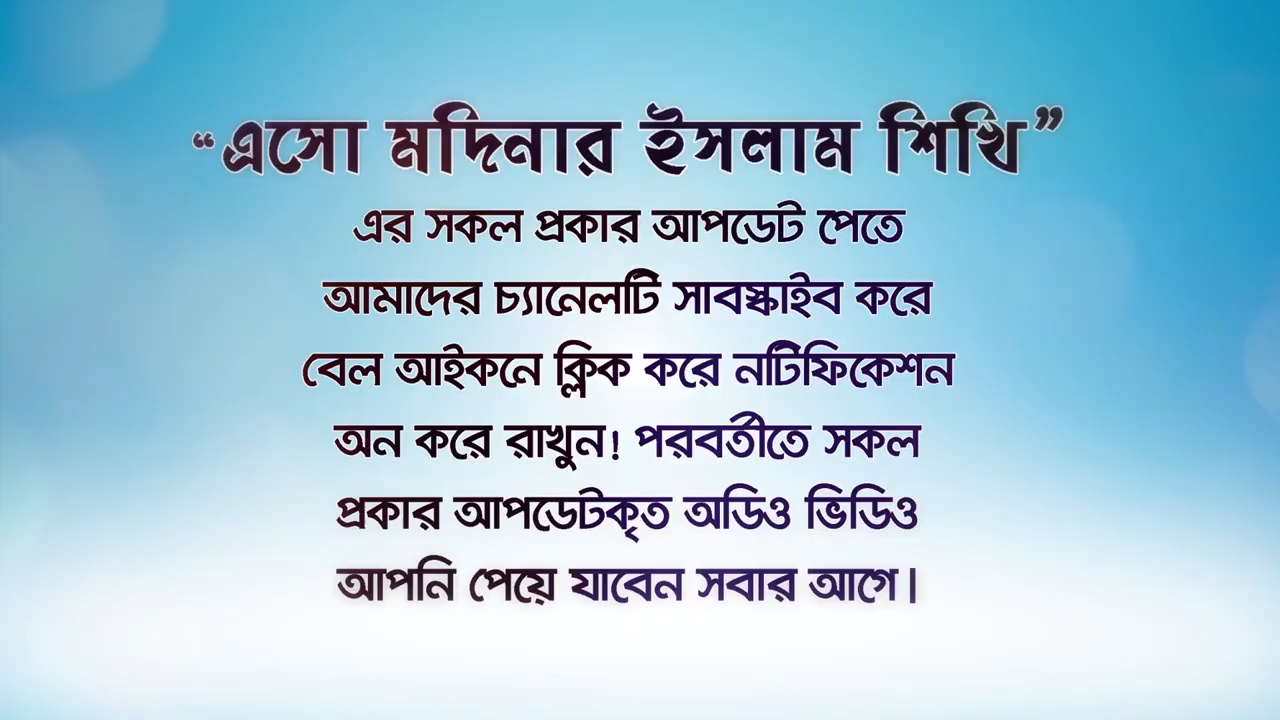 “এসো মদিনার ইসলাম শিখি”
এর সকল প্রকার আপডেট পেতে
আমাদের চ্যানেলটি সাবস্কাইব করে
বেল আইকনে ক্লিক করে নটিফিকেশন
অন করে রাখুন! পরবর্তীতে সকল
প্রকার আপডেটকৃত অডিও ভিডিও
আপনি পেয়ে যাবেন সবার আগে।